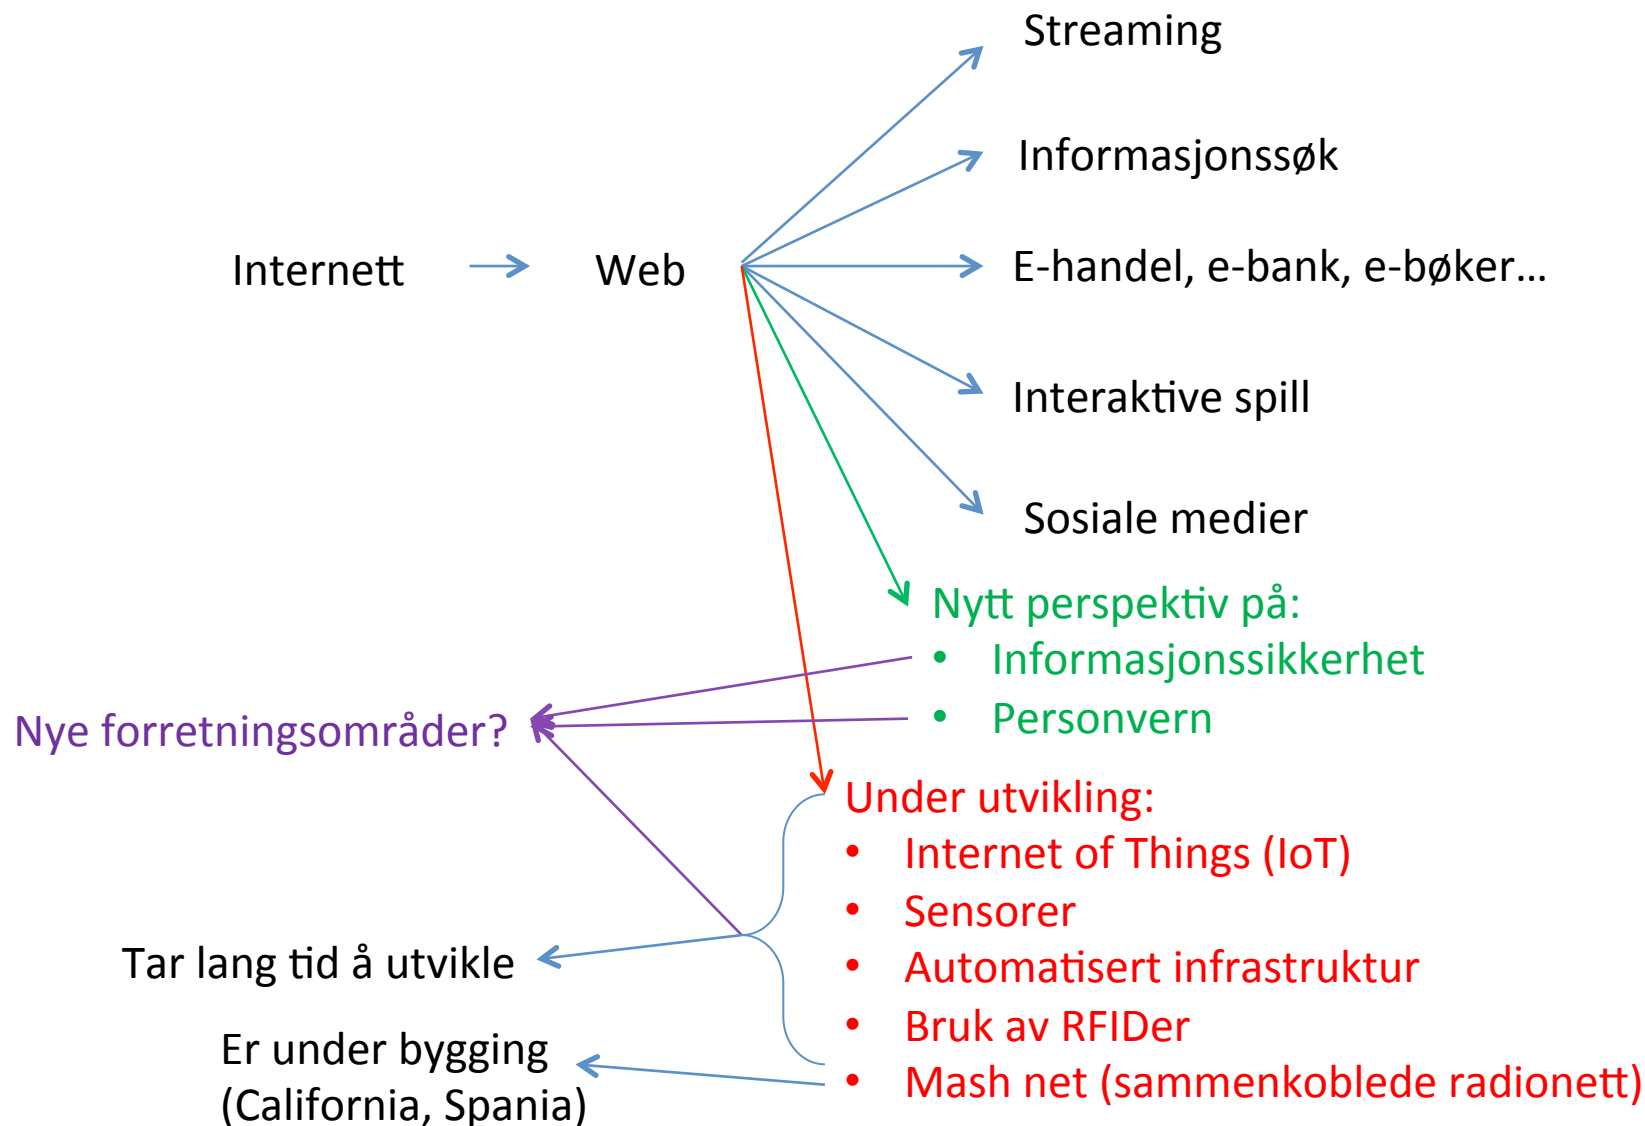 Streaming
Informasjonssøk
Internett
Web
E-handel, e-bank, e-bøker…
Interaktive spill
Sosiale medier
Nytt perspektiv på:
• Informasjonssikkerhet
• Personvern
Nye forretningsområder?
Under utvikling:
• Internet of Things (IoT)
• Sensorer
• Automatisert infrastruktur
• Bruk av RFIDer
• Mash net (sammenkoblede radionett)
Tar lang tid å utvikle
Er under bygging
(California, Spania)